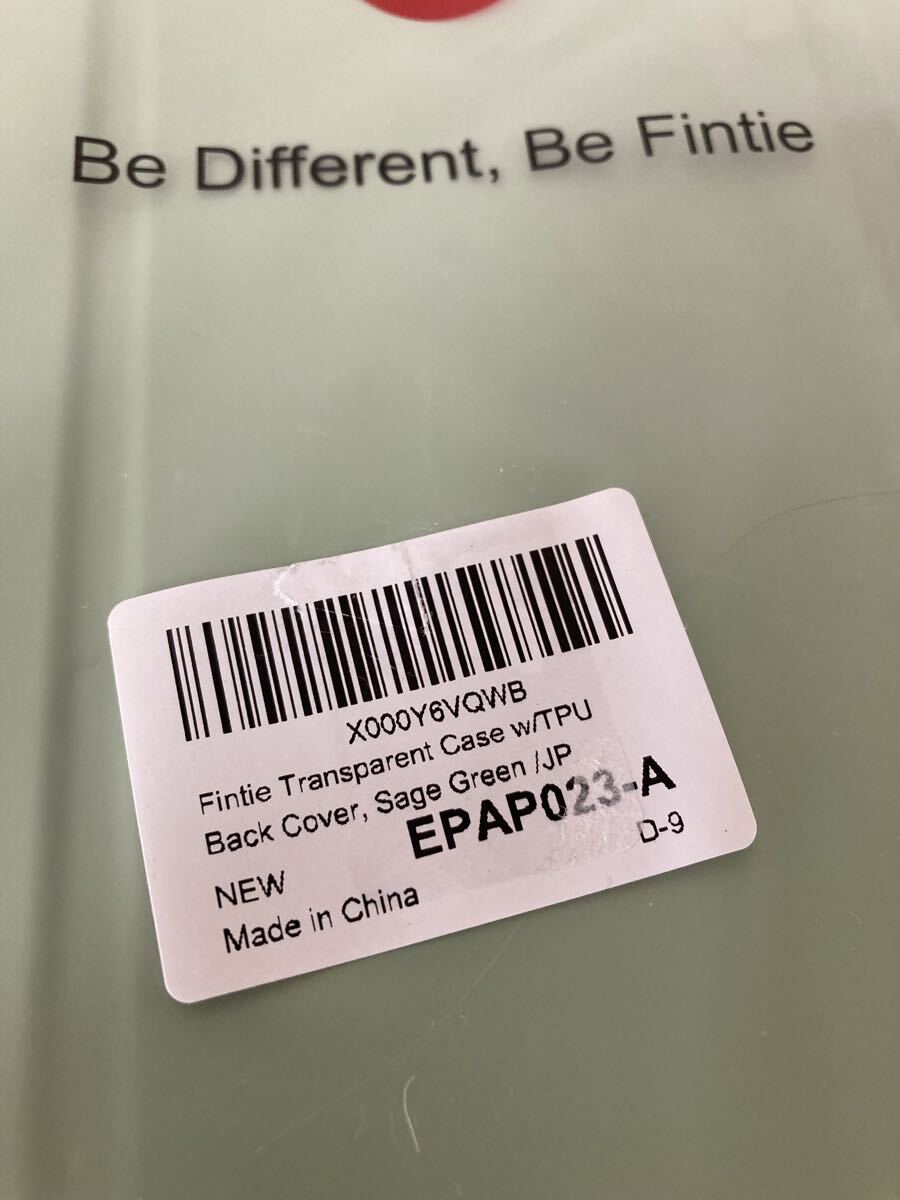 Be Different, Be Fintie
X000Y6VQWB
Fintie Transparent Case w/TPU
Back Cover, Sage Green /JP
EPAP023-A
NEW
D-9
Made in China